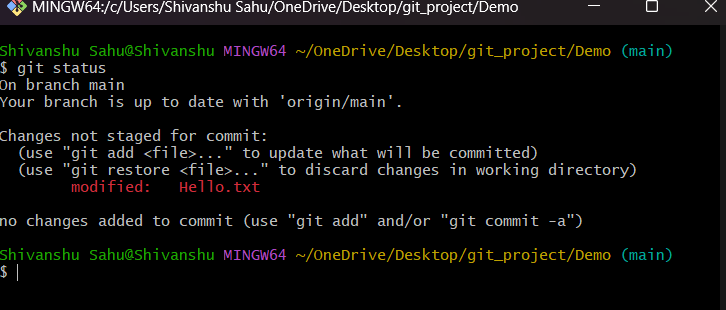 MINGW64:/c/Users/Shivanshu Sahu/OneDrive/Desktop/git_project/Demo
Shivanshu Sahu@Shivanshu MINGW64 ~/OneDrive/Desktop/git_project/Demo (main)
$ git status
On branch main
Your branch is up to date with 'origin/main'.
Changes not staged for commit:
  (use "git add <file>..." to update what will be committed)
  (use "git restore <file>..." to discard changes in working directory)
        modified:   Hello.txt
no changes added to commit (use "git add" and/or "git commit -a")
Shivanshu Sahu@Shivanshu MINGW64 ~/OneDrive/Desktop/git_project/Demo (main)
$